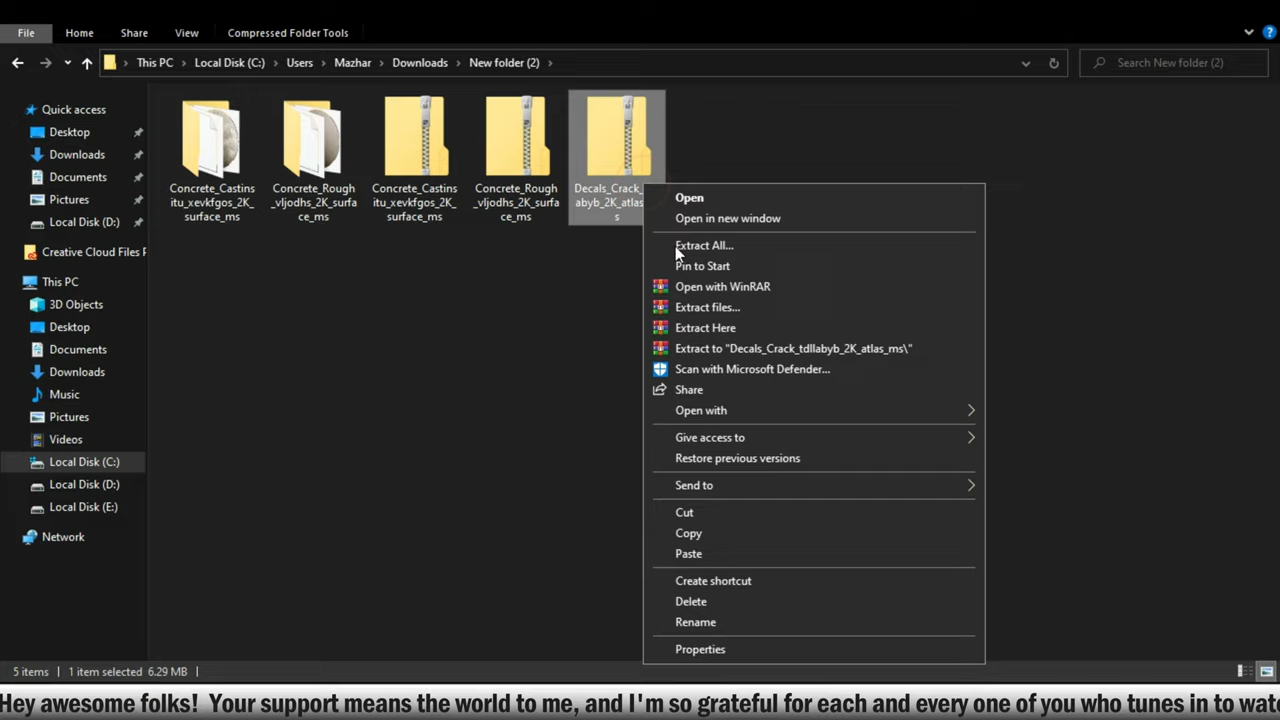 File Home Share View Compressed Folder Tools
This PC Local Disk (C:) Users Mazhar Downloads New folder (2) Search New folder (2)
Quick access
Desktop
Downloads
Documents
Pictures
Local Disk (D:)
Creative Cloud Files F
This PC
3D Objects
Desktop
Documents
Downloads
Music
Pictures
Videos
Local Disk (C:)
Local Disk (D:)
Local Disk (E:)
Network
Concrete_Castins
itu_xevkfgos_2K_
surface_ms
Concrete_Rough
_vljodhs_2K_surfa
ce_ms
Concrete_Castins
itu_xevkfgos_2K_
surface_ms
Concrete_Rough
_vljodhs_2K_surfa
ce_ms
Decals_Crack_
abyb_2K_atlas
s
Open
Open in new window
Extract All...
Pin to Start
Open with WinRAR
Extract files...
Extract Here
Extract to "Decals_Crack_tdllabyb_2K_atlas_ms\"
Scan with Microsoft Defender...
Share
Open with
Give access to
Restore previous versions
Send to
Cut
Copy
Paste
Create shortcut
Delete
Rename
Properties
5 items 1 item selected 6.29 MB
Hey awesome folks! Your support means the world to me, and I'm so grateful for each and every one of you who tunes in to wat